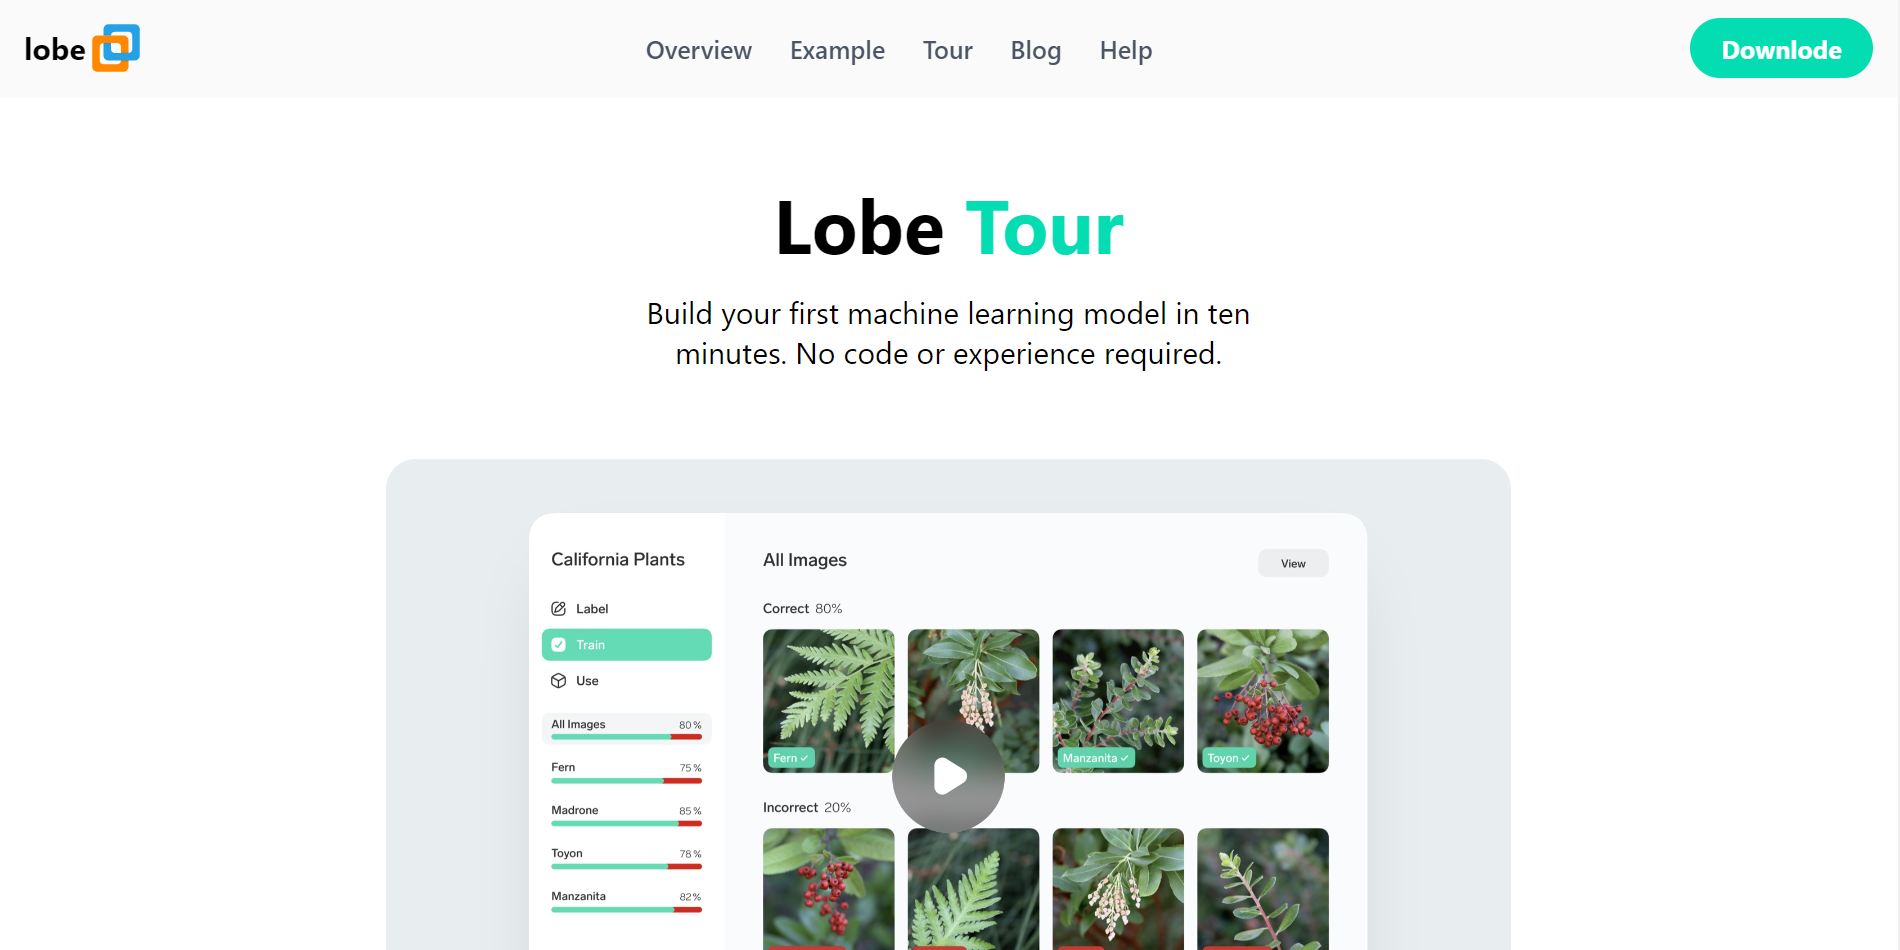 lobe
Overview Example Tour Blog Help
Downlode
Lobe Tour
Build your first machine learning model in ten
minutes. No code or experience required.
California Plants
Label
Train
Use
All Images 80%
Fern 75%
Madrone 85%
Toyon 78%
Manzanita 82%
All Images
View
Correct 80%
Fern
Manzanita
Toyon
Incorrect 20%